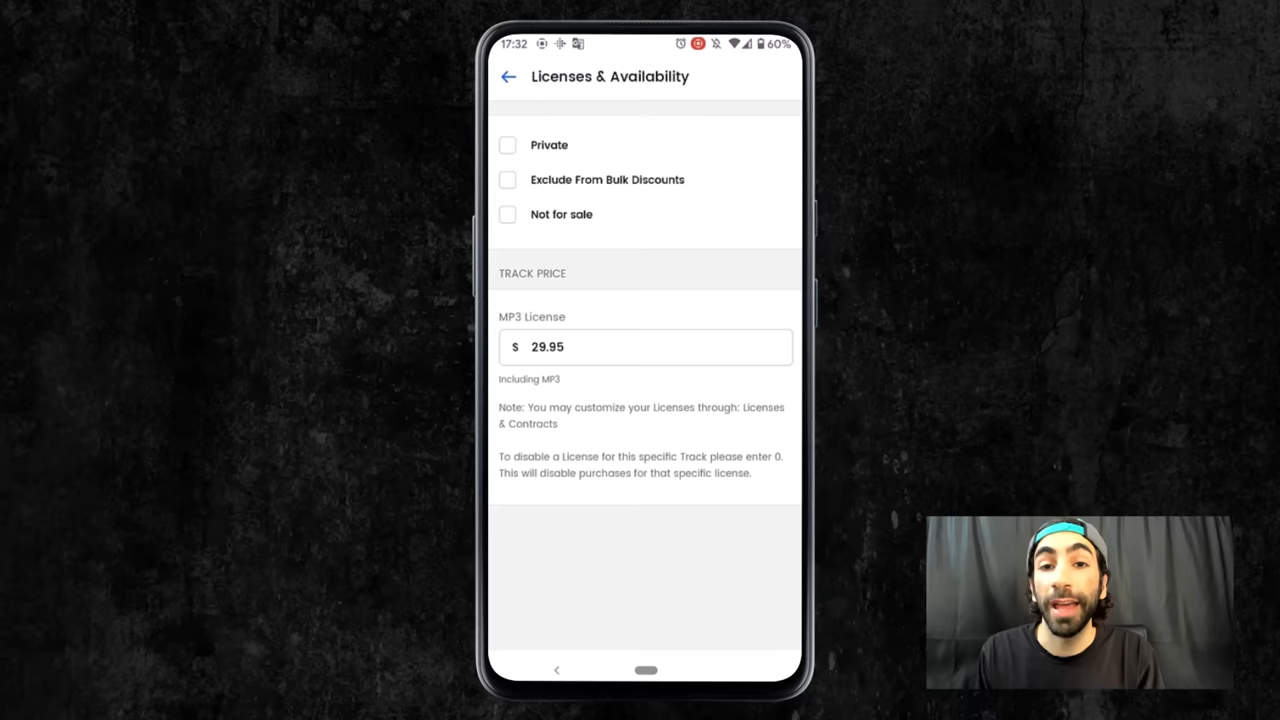 17:32 60%
Licenses & Availability
Private
Exclude From Bulk Discounts
Not for sale
TRACK PRICE
MP3 License
$ 29.95
Including MP3
Note: You may customize your Licenses through: Licenses
& Contracts
To disable a License for this specific Track please enter 0.
This will disable purchases for that specific license.